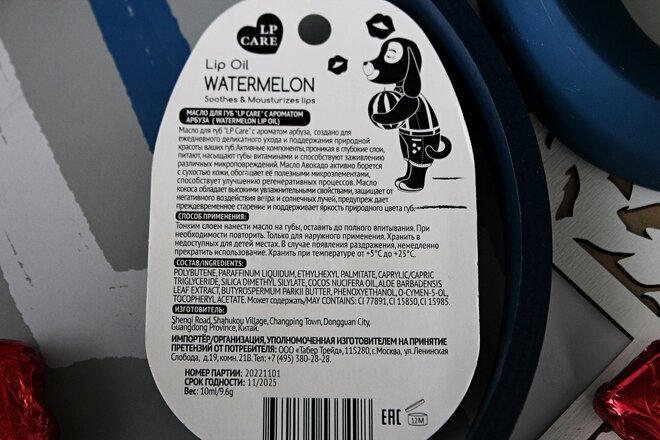 LP
CARE
Lip Oil
WATERMELON
Soothes & Mousturizes lips
МАСЛО ДЛЯ ГУБ "LP CARE" С АРОМАТОМ
АРБУЗА ( WATERMELON LIP OIL)
Масло для губ "LP Care" с ароматом арбуза, создано для
ежедневного деликатного ухода и поддержания природной
красоты ваших губ. Активные компоненты, проникая в глубокие слои,
питают, насыщают губы витаминами и способствуют заживлению
различных микроповреждений. Масло Авокадо активно борется
с сухостью кожи, обогащает её полезными микроэлементами,
способствует улучшению регенеративных процессов. Масло
кокоса обладает высокими увлажнительными свойствами, защищает от
негативного воздействия ветра и солнечных лучей, предупреждает
преждевременное старение и поддерживает яркость природного цвета губ.
СПОСОБ ПРИМЕНЕНИЯ:
Тонким слоем нанести масло на губы, оставить до полного впитывания. При
необходимости повторить. Только для наружного применения. Хранить в
недоступных для детей местах. В случае появления раздражения, немедленно
прекратить использование. Хранить при температуре от +5°С до +25°С.
СОСТАВ/INGREDIENTS:
POLYBUTENE, PARAFFINUM LIQUIDUM, ETHYLHEXYL PALMITATE, CAPRYLIC/CAPRIC
TRIGLYCERIDE, SILICA DIMETHYL SILYLATE, COCOS NUCIFERA OIL, ALOE BARBADENSIS
LEAF EXTRACT, BUTYROSPERMUM PARKII BUTTER, PHENOXYETHANOL, O-CYMEN-5-OL,
TOCOPHERYL ACETATE. Может содержать/MAY CONTAINS: CI 77891, CI 15850, CI 15985.
ИЗГОТОВИТЕЛЬ:
Shengi Road, Shahukou Village, Changping Town, Dongguan City,
Guangdong Province, Китай.
ИМПОРТЁР/ОРГАНИЗАЦИЯ, УПОЛНОМОЧЕННАЯ ИЗГОТОВИТЕЛЕМ НА ПРИНЯТИЕ
ПРЕТЕНЗИЙ ОТ ПОТРЕБИТЕЛЯ: ООО «Табер Трейд», 115280, г. Москва, ул. Ленинская
Слобода, д.19, комн. 21В. Тел: +7 (495) 380-28-28.
НОМЕР ПАРТИИ: 20221101
СРОК ГОДНОСТИ: 11/2025
Вес: 10ml/9.6g
EAC
12M